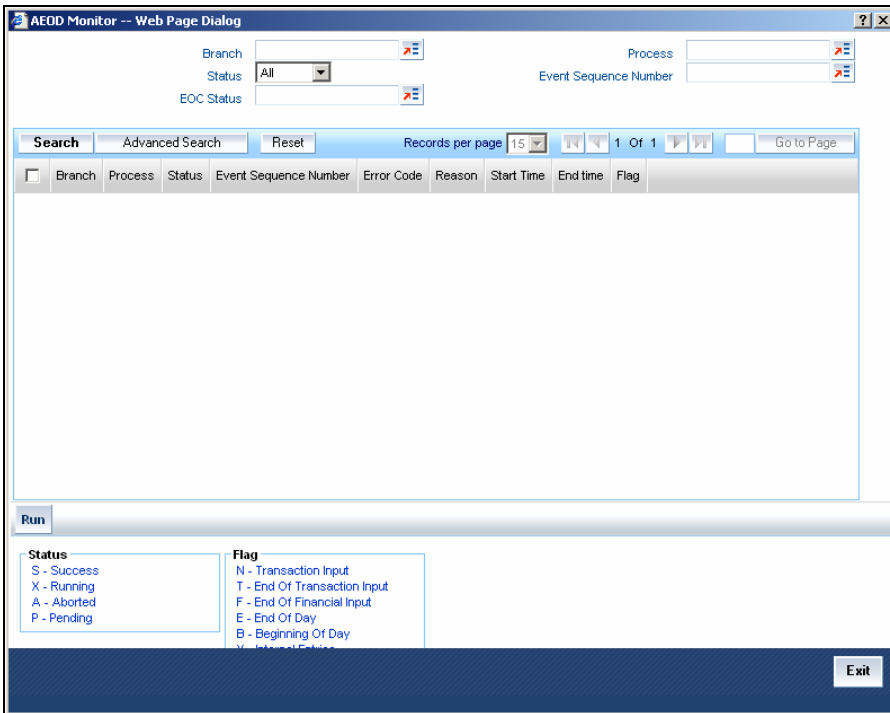 AEOD Monitor -- Web Page Dialog
Branch
Process
Status All
Event Sequence Number
EOC Status
Search Advanced Search Reset Records per page 15 1 Of 1 Go to Page
Branch Process Status Event Sequence Number Error Code Reason Start Time End time Flag
Run
Status
S - Success
X - Running
A - Aborted
P - Pending
Flag
N - Transaction Input
T - End Of Transaction Input
F - End Of Financial Input
E - End Of Day
B - Beginning Of Day
Exit